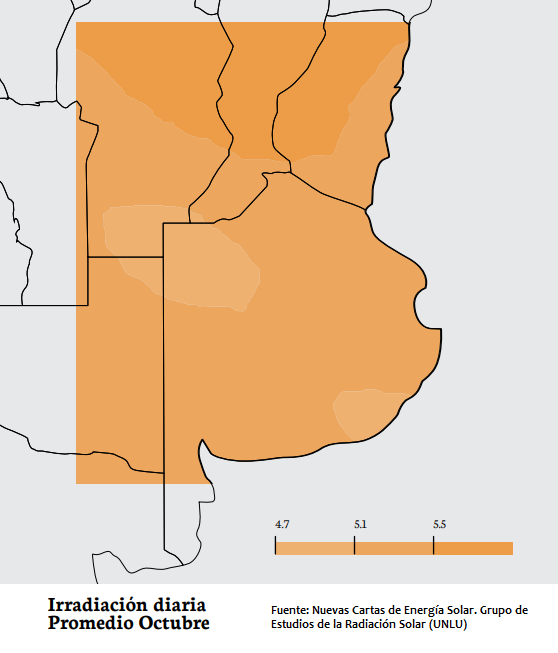 4.7 5.1 5.5
Irradiación diaria
Promedio Octubre
Fuente: Nuevas Cartas de Energía Solar. Grupo de
Estudios de la Radiación Solar (UNLU)